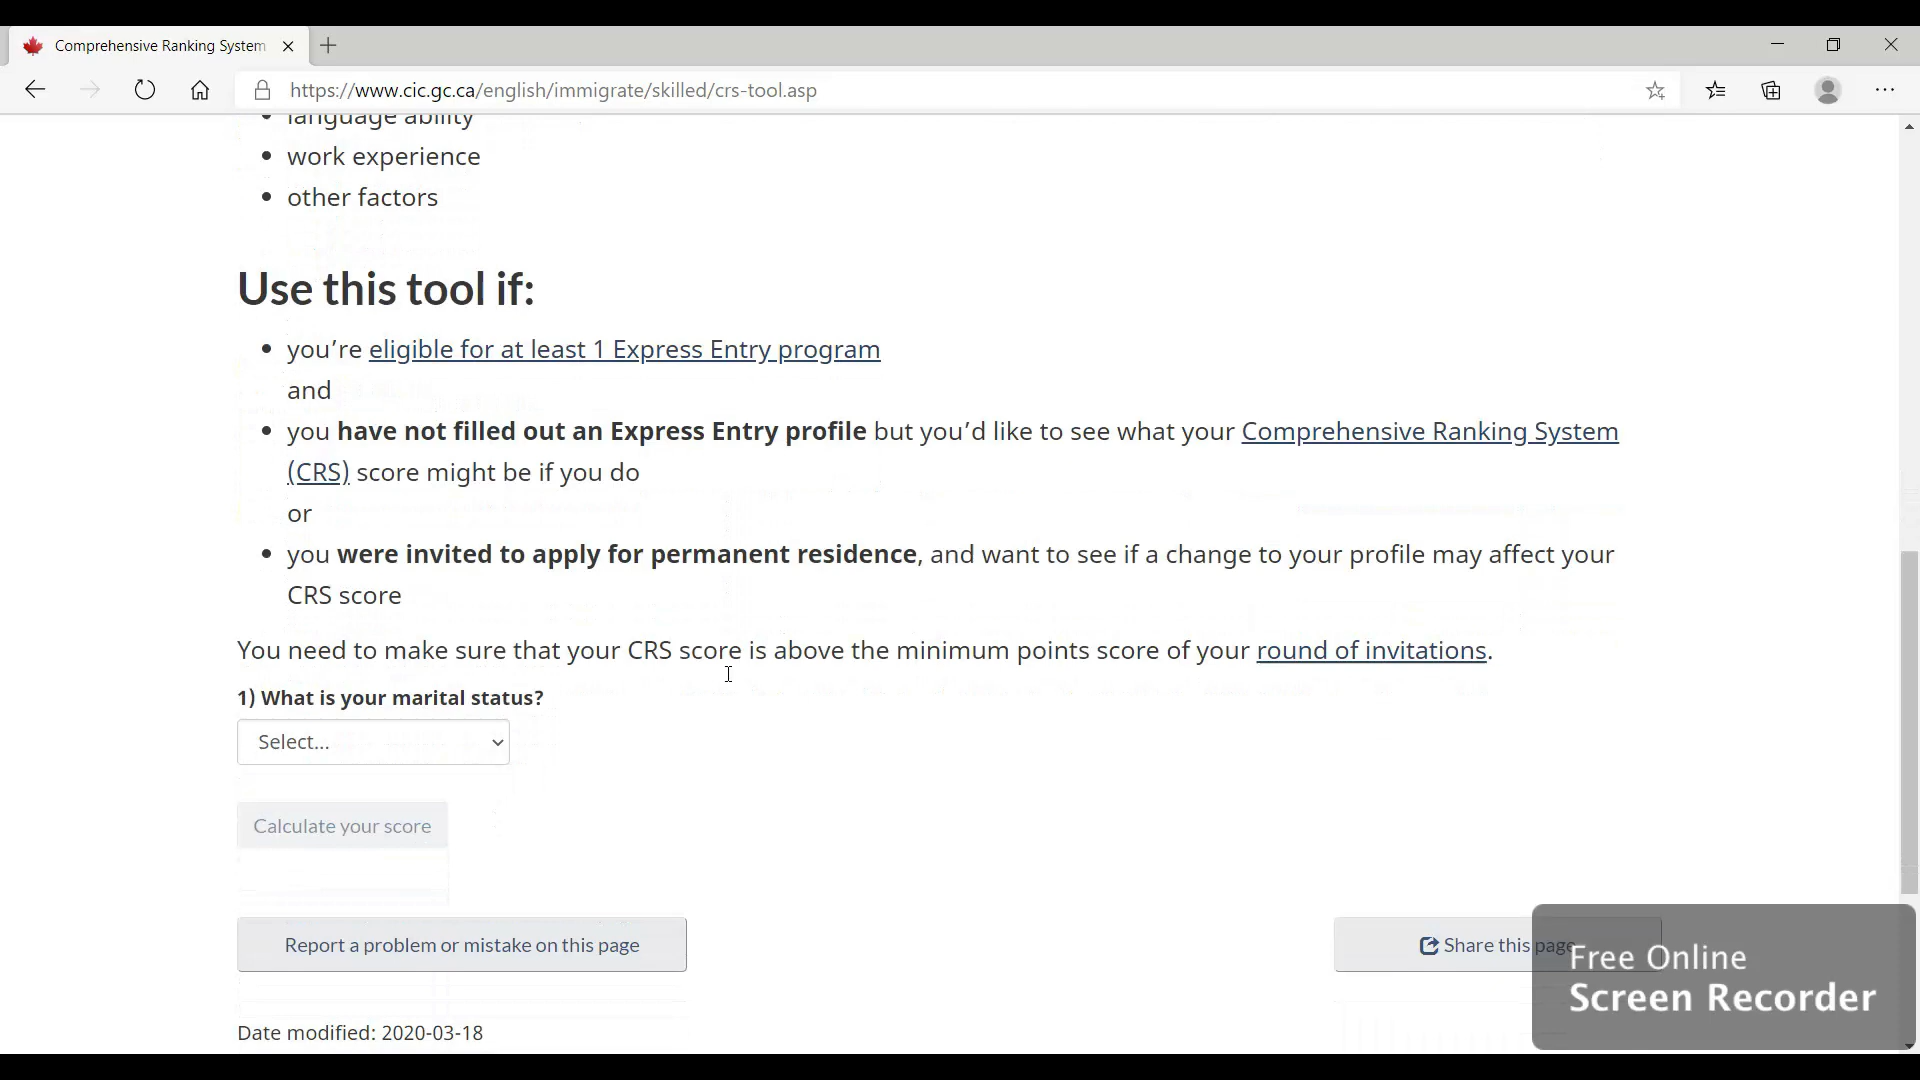 Comprehensive Ranking System
https://www.cic.gc.ca/english/immigrate/skilled/crs-tool.asp
language ability
work experience
other factors
Use this tool if:
you’re eligible for at least 1 Express Entry program
and
you have not filled out an Express Entry profile but you’d like to see what your Comprehensive Ranking System
(CRS) score might be if you do
or
you were invited to apply for permanent residence, and want to see if a change to your profile may affect your
CRS score
You need to make sure that your CRS score is above the minimum points score of your round of invitations.
1) What is your marital status?
Select...
Calculate your score
Report a problem or mistake on this page
Share this page
Free Online
Screen Recorder
Date modified: 2020-03-18